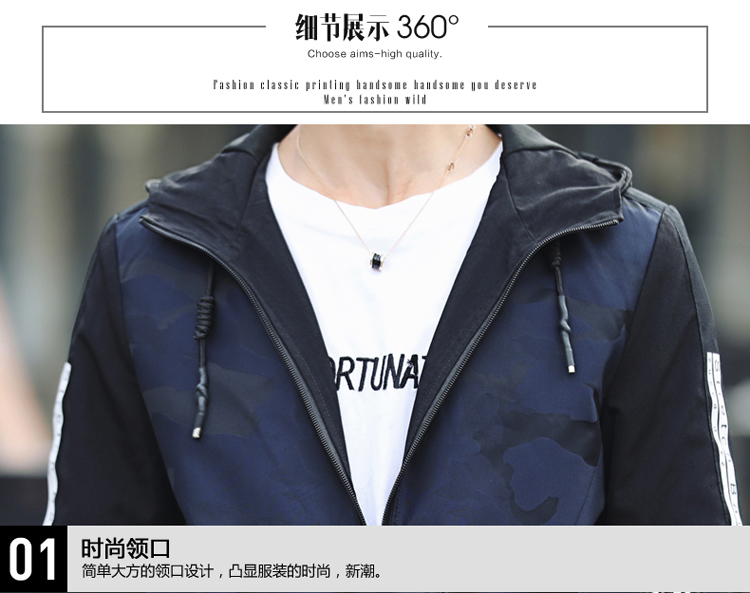 细节展示 360°
Choose aims-high quality.
Fashion classic printing handsome handsome you deserve
Men's fashion wild
ORTUNAT
01
时尚领口
简单大方的领口设计，凸显服装的时尚，新潮。